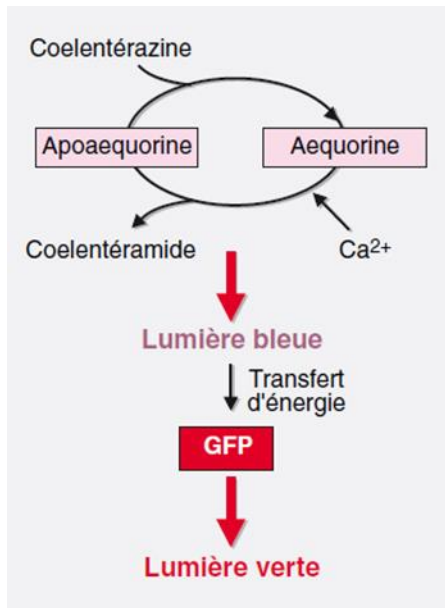 Coelentérazine
Apoaequorine
Aequorine
Coelentéramide
Ca²⁺
Lumière bleue
Transfert
d'énergie
GFP
Lumière verte